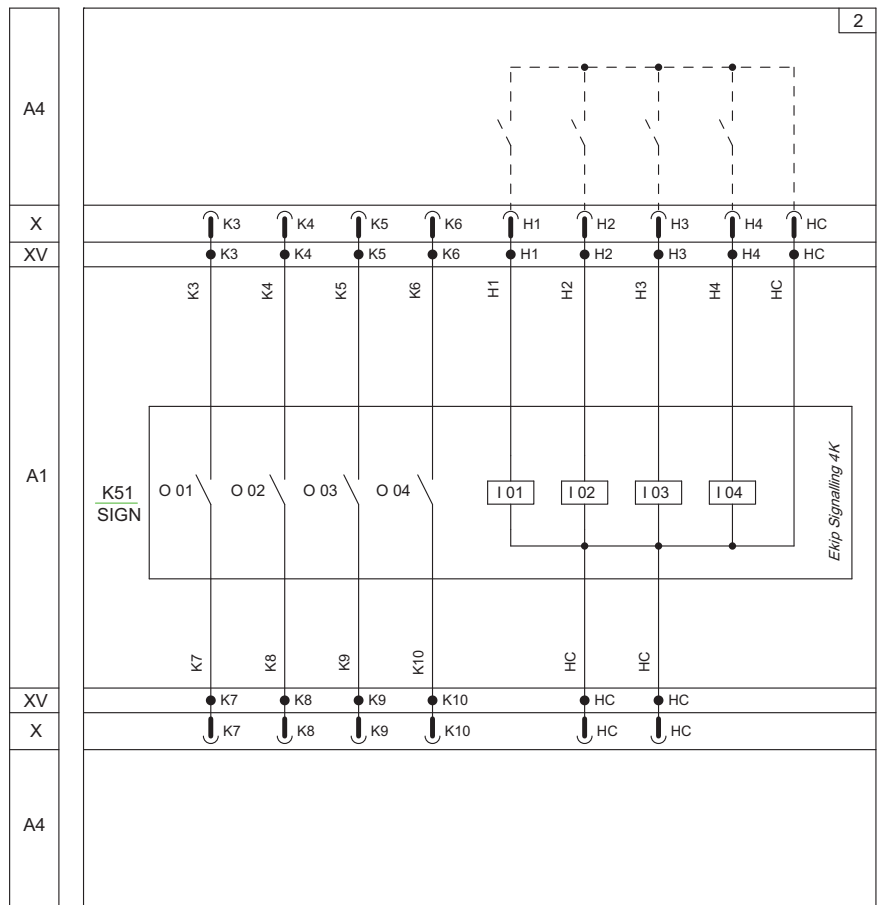 2
A4
X
K3 K4 K5 K6 H1 H2 H3 H4 HC
XV
K3 K4 K5 K6 H1 H2 H3 H4 HC
K3 K4 K5 K6 H1 H2 H3 H4 HC
A1
K51
SIGN
O 01 O 02 O 03 O 04 I 01 I 02 I 03 I 04
Ekip Signalling 4K
K7 K8 K9 K10 HC HC
XV
K7 K8 K9 K10 HC HC
X
K7 K8 K9 K10 HC HC
A4